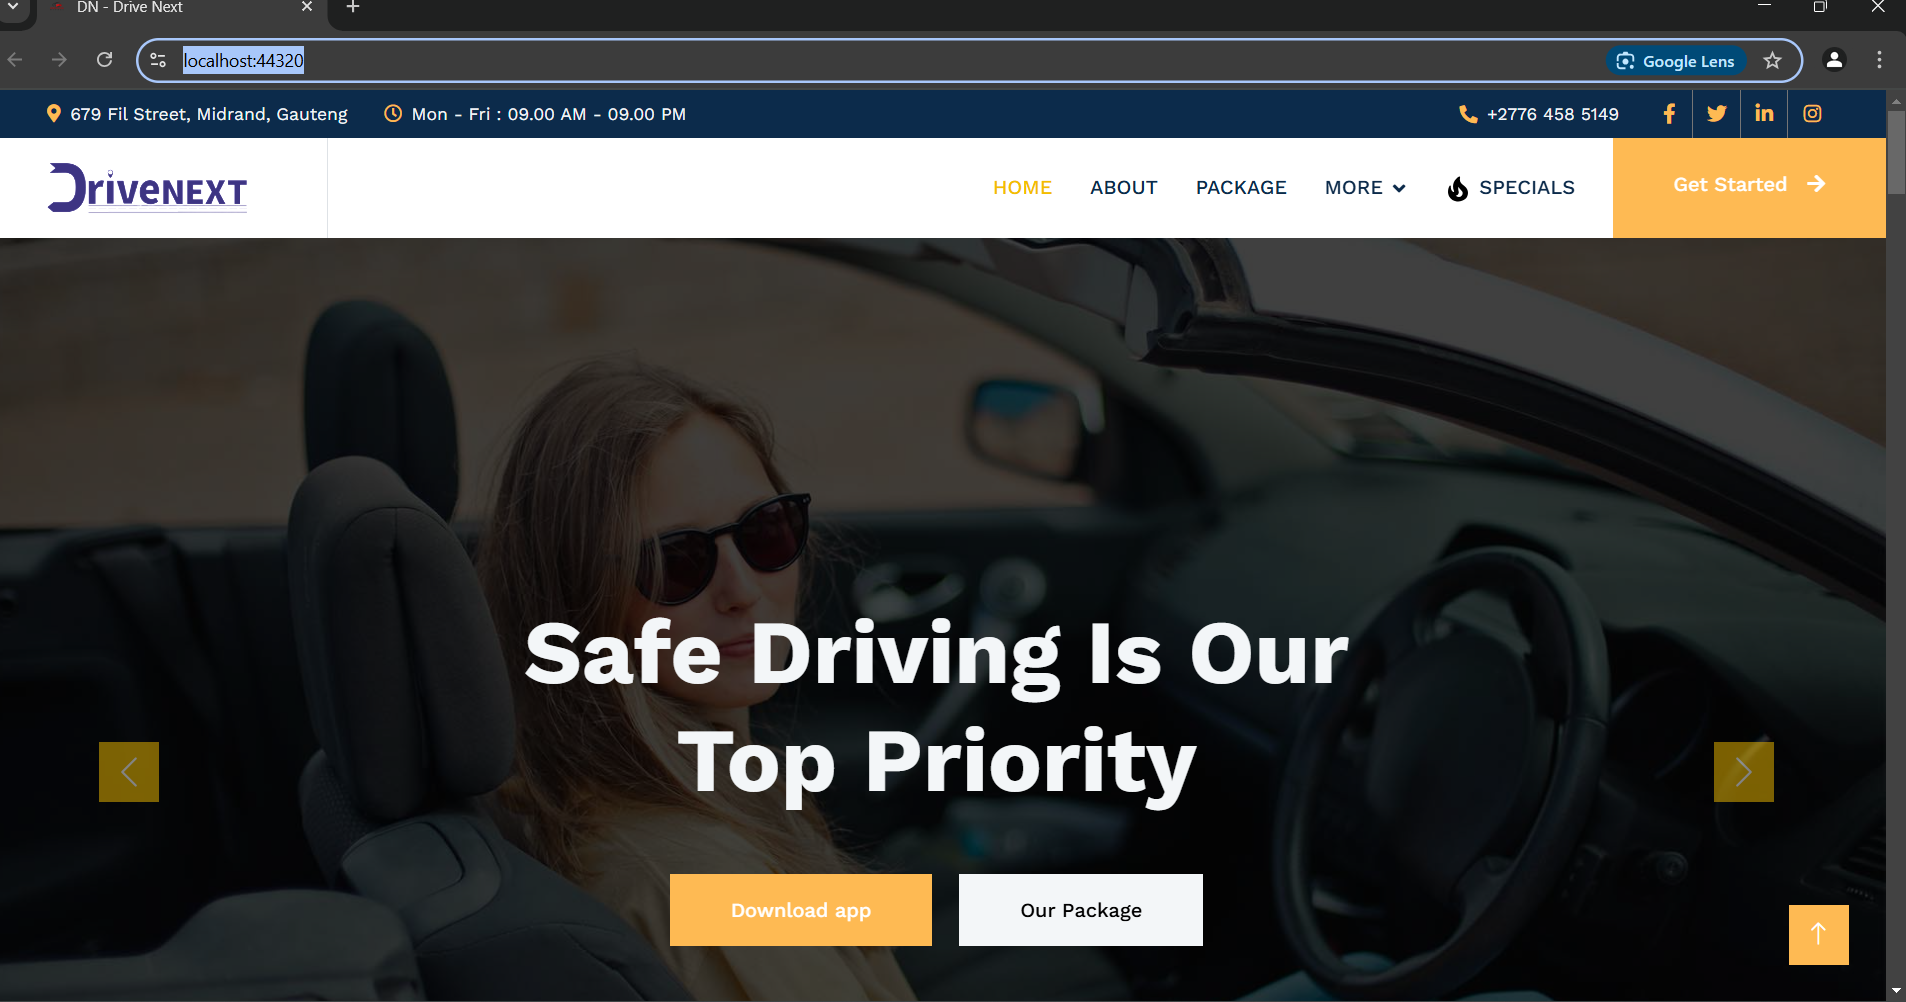 DN - Drive Next
localhost:44320
Google Lens
679 Fil Street, Midrand, Gauteng
Mon - Fri : 09.00 AM - 09.00 PM
+2776 458 5149
DriveNEXT
HOME
ABOUT
PACKAGE
MORE
SPECIALS
Get Started
Safe Driving Is Our
Top Priority
Download app
Our Package